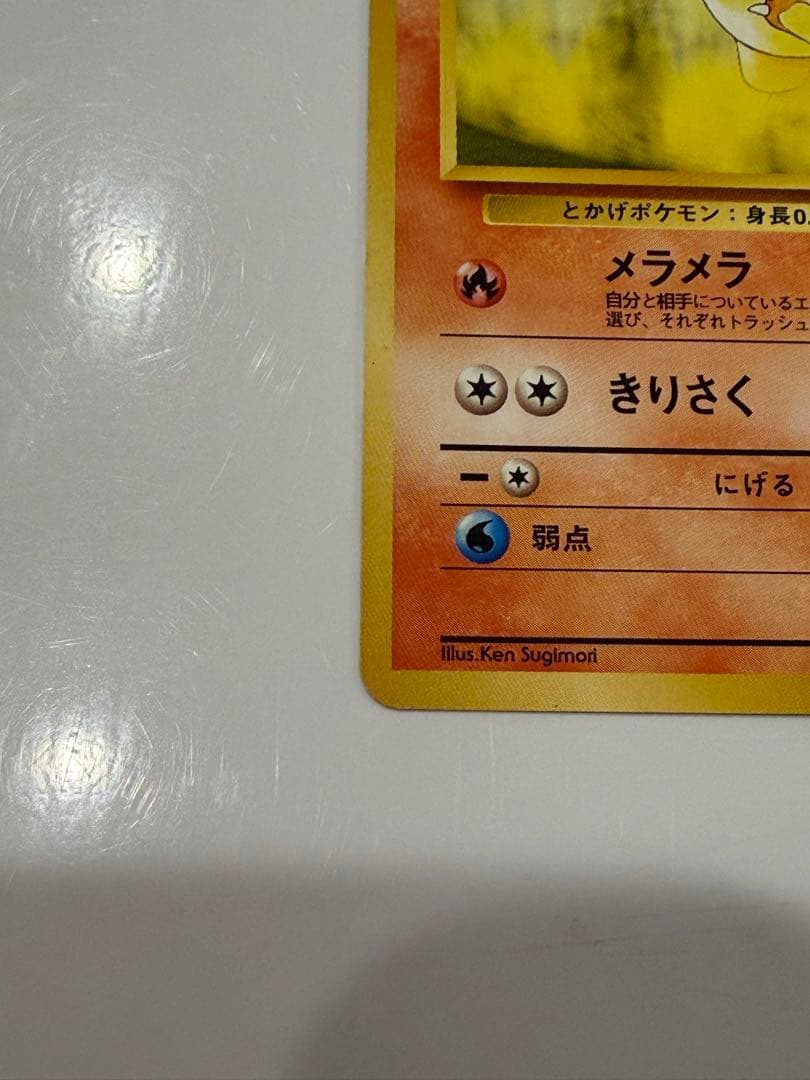 とかげポケモン：身長0.
メラメラ
自分と相手についているエ
選び、それぞれトラッシュ
きりさく
にげる
弱点
Illus.Ken Sugimori